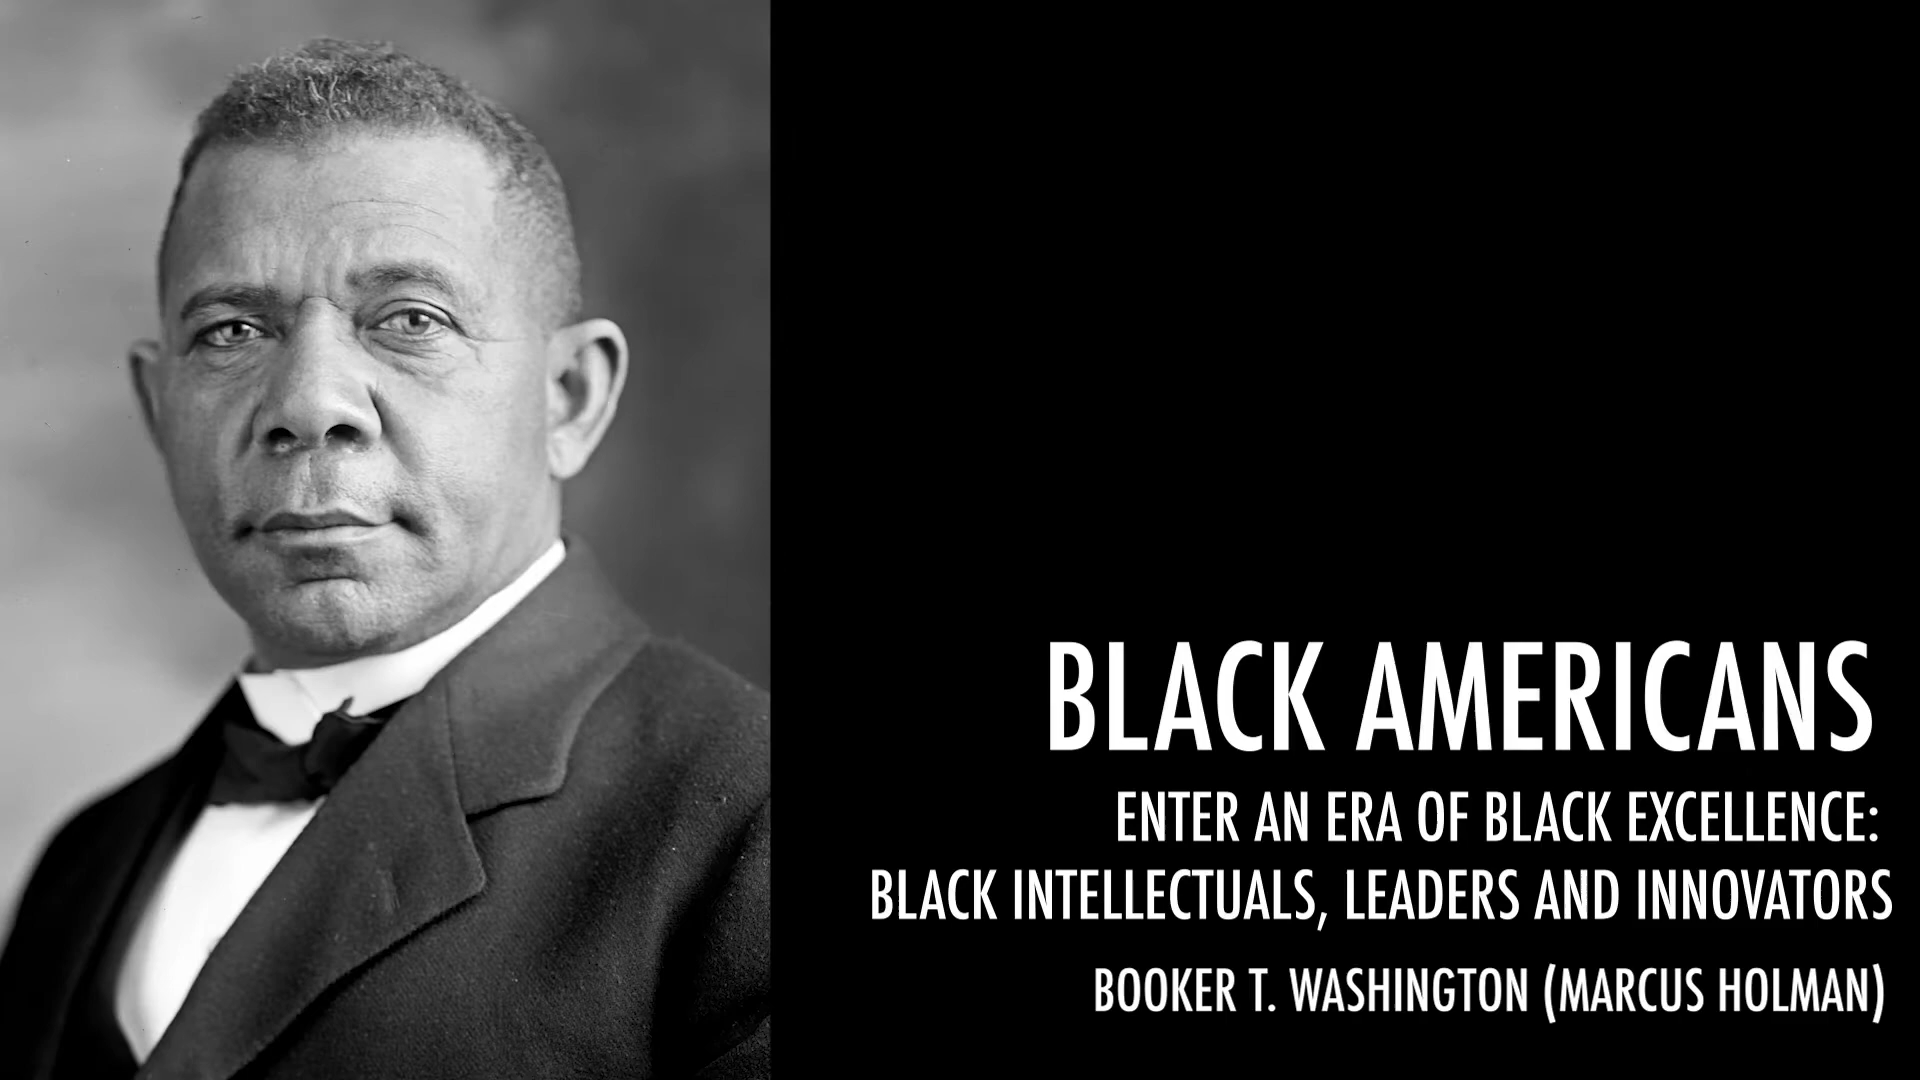 BLACK AMERICANS
ENTER AN ERA OF BLACK EXCELLENCE:
BLACK INTELLECTUALS, LEADERS AND INNOVATORS
BOOKER T. WASHINGTON (MARCUS HOLMAN)